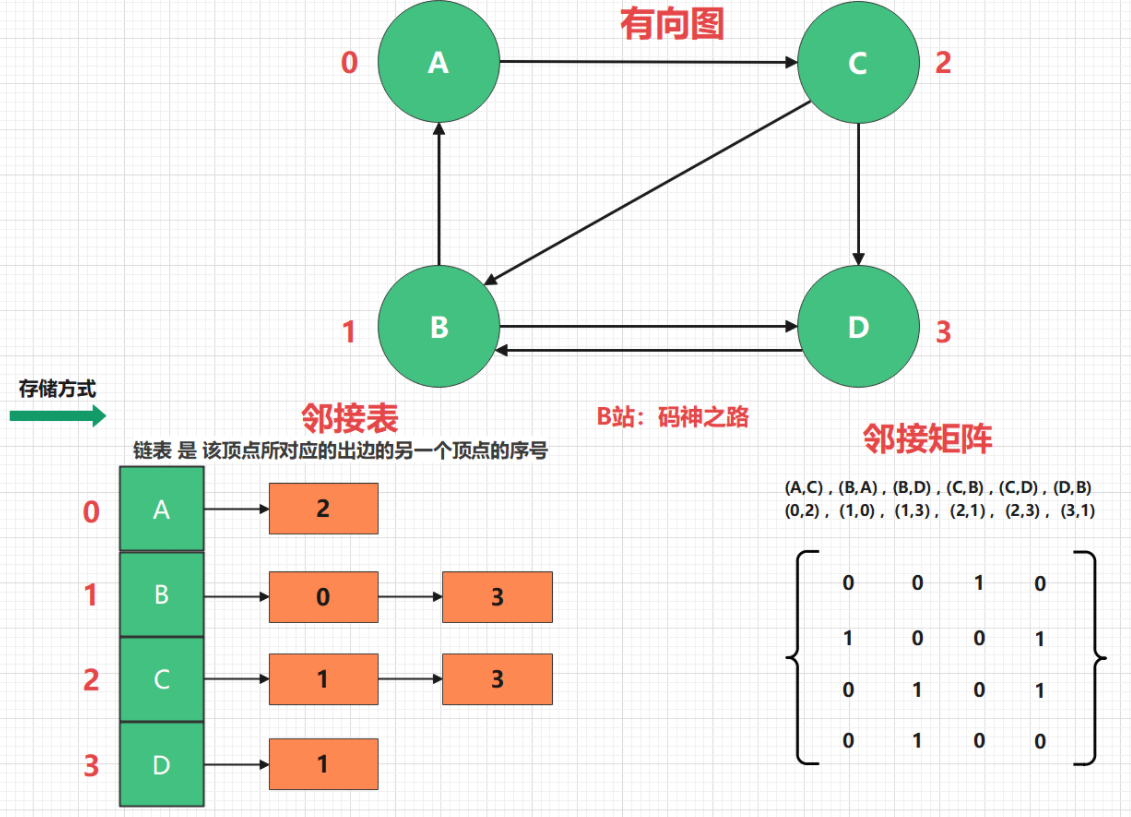 有向图
0 A C 2
1 B D 3
存储方式
邻接表
B站：码神之路
邻接矩阵
链表 是 该顶点所对应的出边的另一个顶点的序号
0 A 2
1 B 0 3
2 C 1 3
3 D 1
(A,C) , (B,A) , (B,D) , (C,B) , (C,D) , (D,B)
(0,2) , (1,0) , (1,3) , (2,1) , (2,3) , (3,1)
0 0 1 0
1 0 0 1
0 1 0 1
0 1 0 0